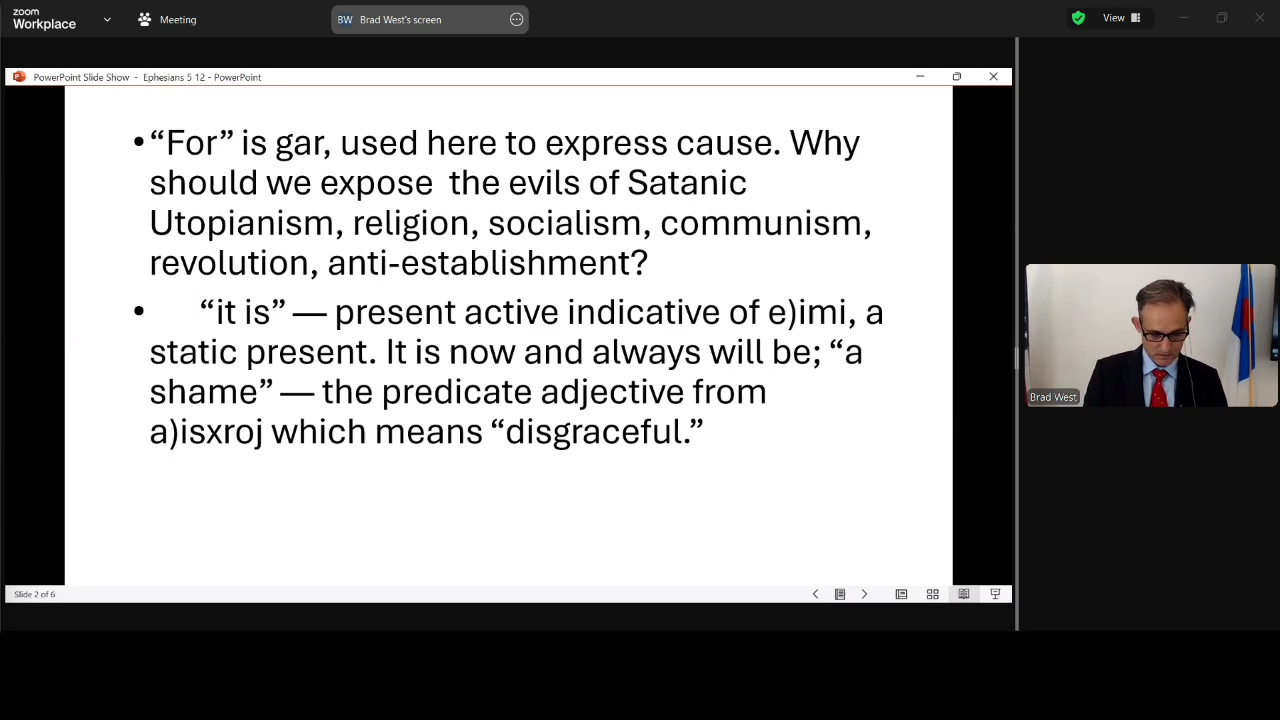 zoom
Workplace
Meeting
BW Brad West's screen
View
PowerPoint Slide Show - Ephesians 5 12 - PowerPoint
•“For” is gar, used here to express cause. Why
should we expose  the evils of Satanic
Utopianism, religion, socialism, communism,
revolution, anti-establishment?
•     “it is” — present active indicative of e)imi, a
static present. It is now and always will be; “a
shame” — the predicate adjective from
a)isxroj which means “disgraceful.”
Brad West
Slide 2 of 6